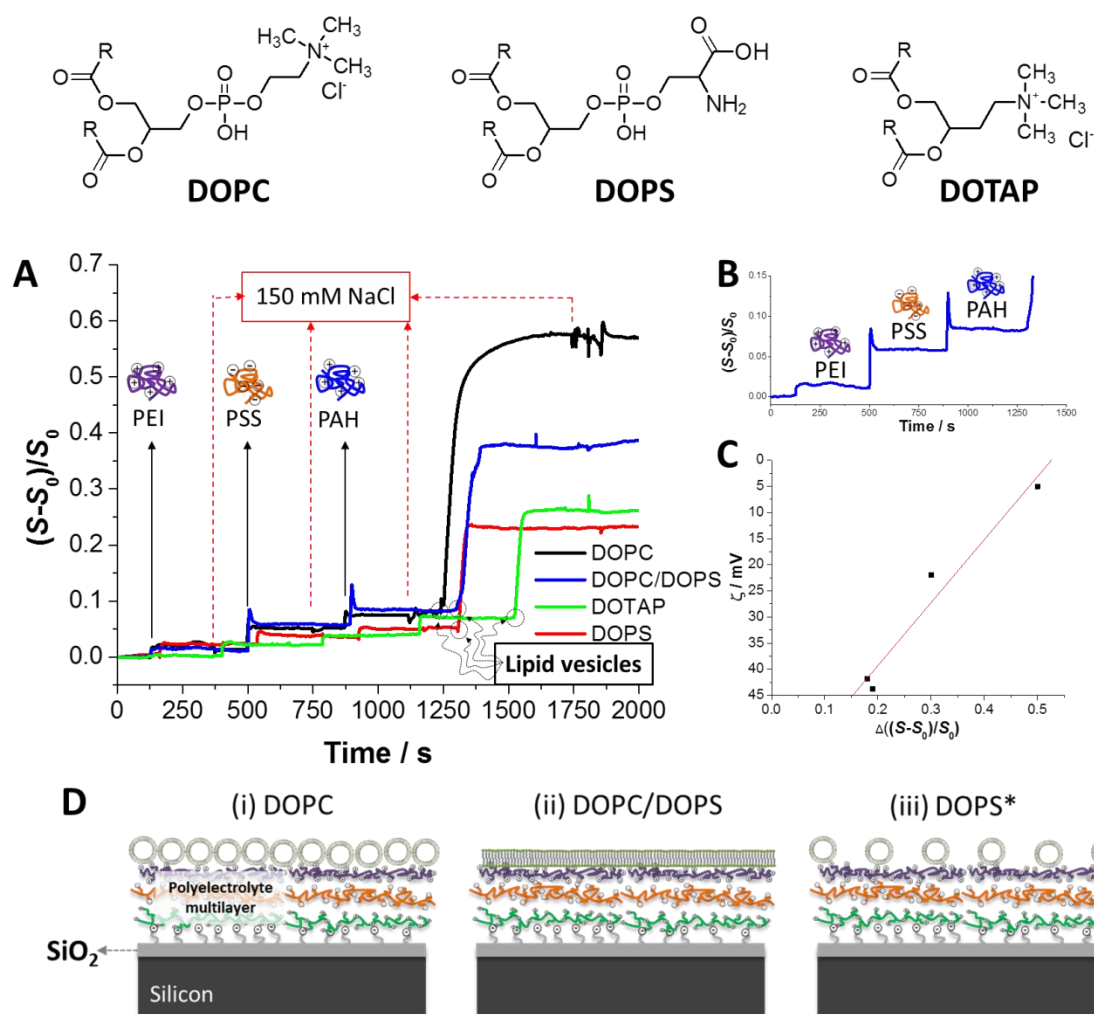 R
O
O
O
R
O
O
P
O
OH
H3C
CH3
N+
CH3
Cl-
DOPC
R
O
O
O
R
O
O
P
O
OH
O
OH
NH2
DOPS
R
O
O
R
O
O
CH3
N+
CH3
CH3
Cl-
DOTAP
A
(S-S0)/S0
0.7
0.6
0.5
0.4
0.3
0.2
0.1
0.0
150 mM NaCl
PEI
PSS
PAH
DOPC
DOPC/DOPS
DOTAP
DOPS
Lipid vesicles
0 250 500 750 1000 1250 1500 1750 2000
Time / s
B
(S-S0)/S0
0.15
0.10
0.05
0.00
PEI
PSS
PAH
0 250 500 750 1000 1250 1500
Time / s
C
ζ / mV
0
5
10
15
20
25
30
35
40
45
0.0 0.1 0.2 0.3 0.4 0.5
Δ((S-S0)/S0)
D
(i) DOPC
(ii) DOPC/DOPS
(iii) DOPS*
Polyelectrolyte
multilayer
SiO2
Silicon